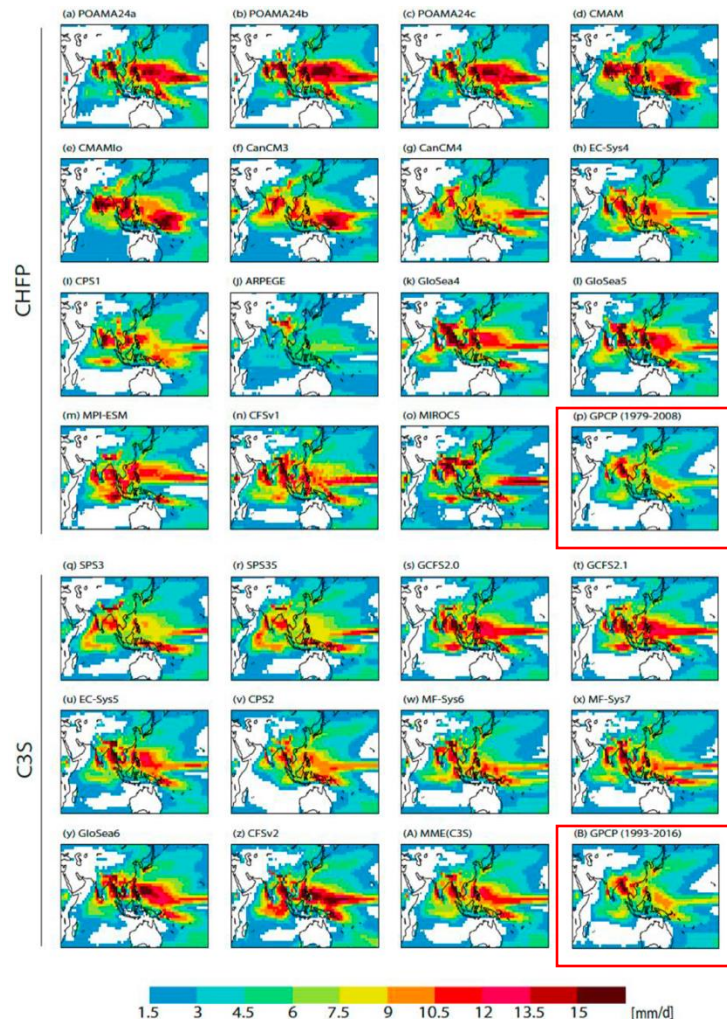 (a) POAMA24a
(b) POAMA24b
(c) POAMA24c
(d) CMAM
(e) CMAMlo
(f) CanCM3
(g) CanCM4
(h) EC-Sys4
CHFP
(i) CPS1
(j) ARPEGE
(k) GloSea4
(l) GloSea5
(m) MPI-ESM
(n) CFSv1
(o) MIROC5
(p) GPCP (1979-2008)
(q) SPS3
(r) SPS35
(s) GCFS2.0
(t) GCFS2.1
C3S
(u) EC-Sys5
(v) CPS2
(w) MF-Sys6
(x) MF-Sys7
(y) GloSea6
(z) CFSv2
(A) MME(C3S)
(B) GPCP (1993-2016)
1.5 3 4.5 6 7.5 9 10.5 12 13.5 15 [mm/d]